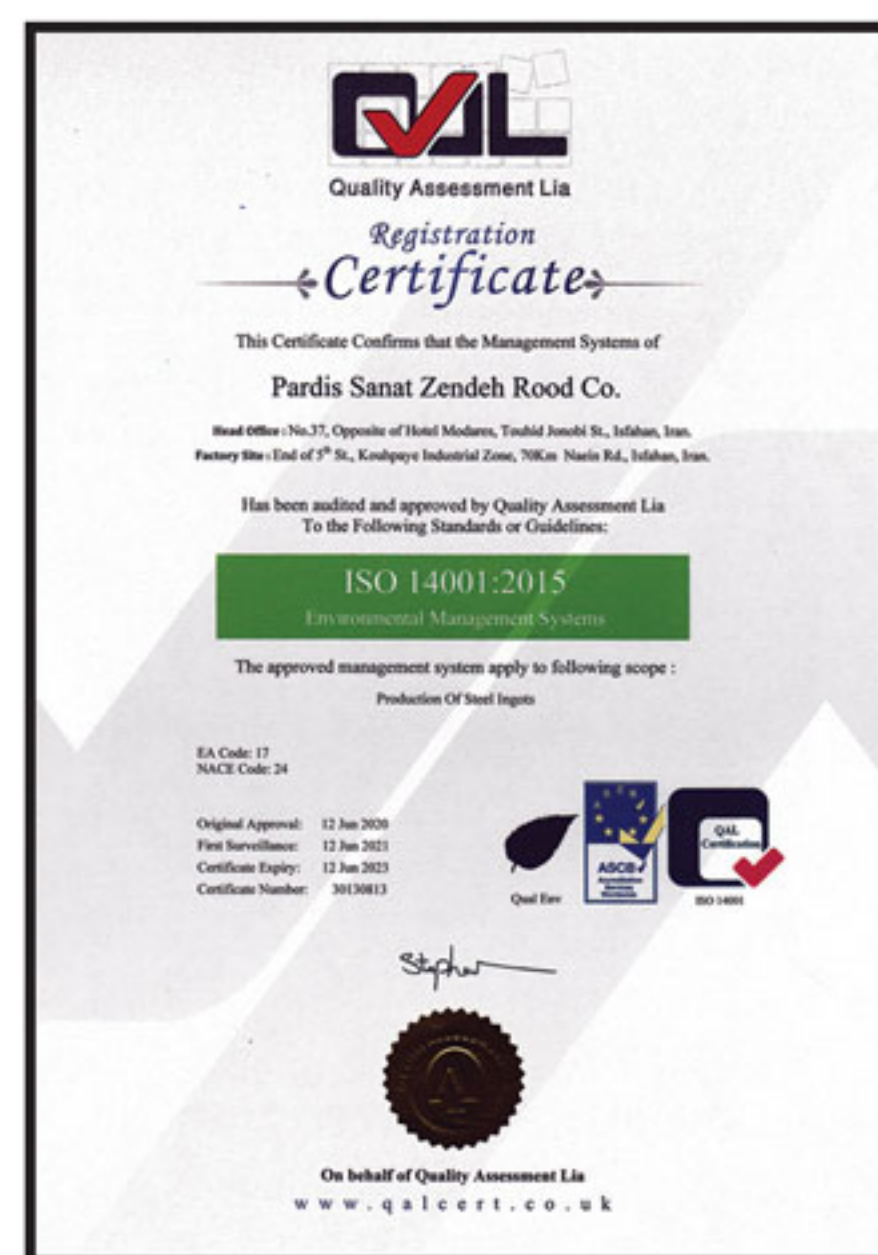 QAL
Quality Assessment Lia
Registration
Certificate
This Certificate Confirms that the Management Systems of
Pardis Sanat Zendeh Rood Co.
Head Office : No.37, Opposite of Hotel Modares, Touhid Jonobi St., Isfahan, Iran.
Factory Site : End of 5th St., Kouhpaye Industrial Zone, 70Km Naein Rd., Isfahan, Iran.
Has been audited and approved by Quality Assessment Lia
To the Following Standards or Guidelines:
ISO 14001:2015
Environmental Management Systems
The approved management system apply to following scope :
Production Of Steel Ingots
EA Code: 17
NACE Code: 24
Original Approval: 12 Jun 2020
First Surveillance: 12 Jun 2021
Certificate Expiry: 12 Jun 2023
Certificate Number: 30130813
Qual Env
ASCB
Accreditation
Services
QAL
Certification
ISO 14001
Stephen
On behalf of Quality Assessment Lia
www.qalcert.co.uk